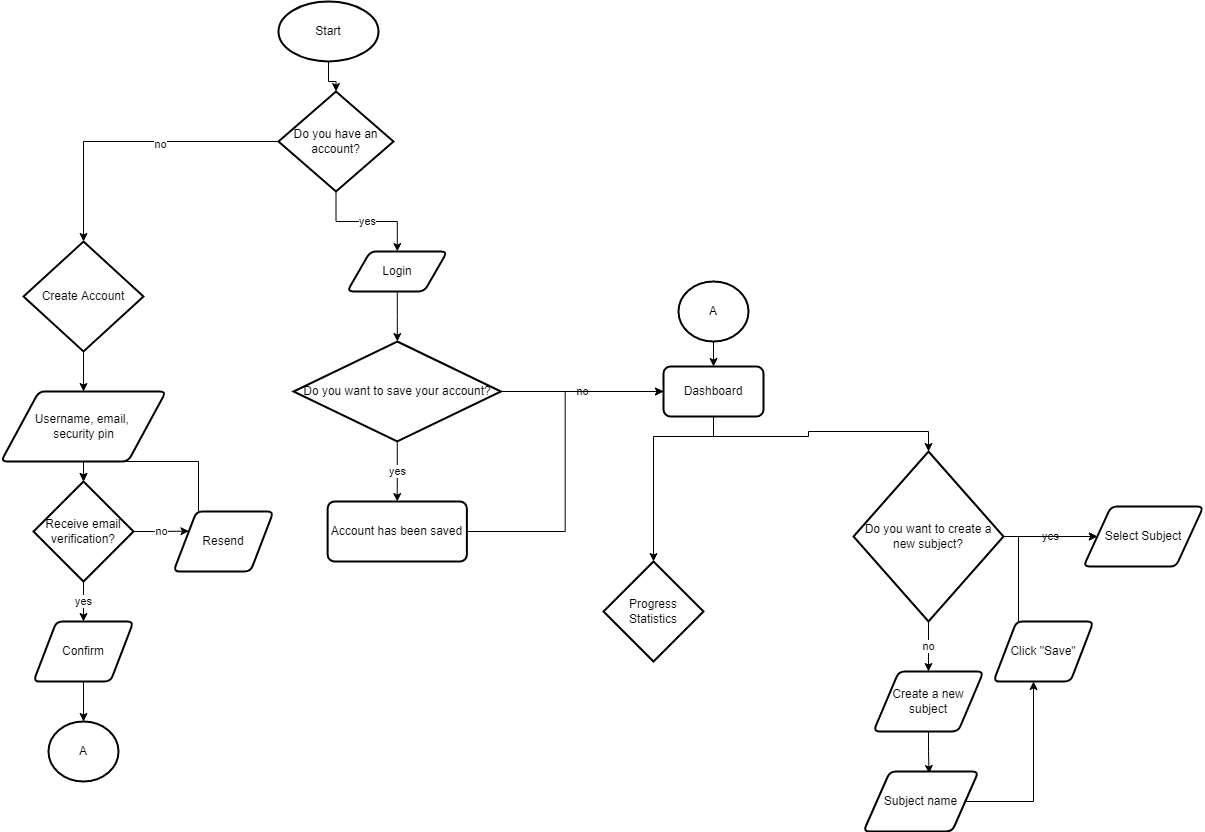 Start
Do you have an
account?
no
yes
Login
Create Account
A
Do you want to save your account?
no
Dashboard
Username, email,
security pin
yes
Receive email
verification?
no
Resend
Account has been saved
Do you want to create a
new subject?
yes
Select Subject
yes
Progress
Statistics
Confirm
no
Click "Save"
Create a new
subject
A
Subject name